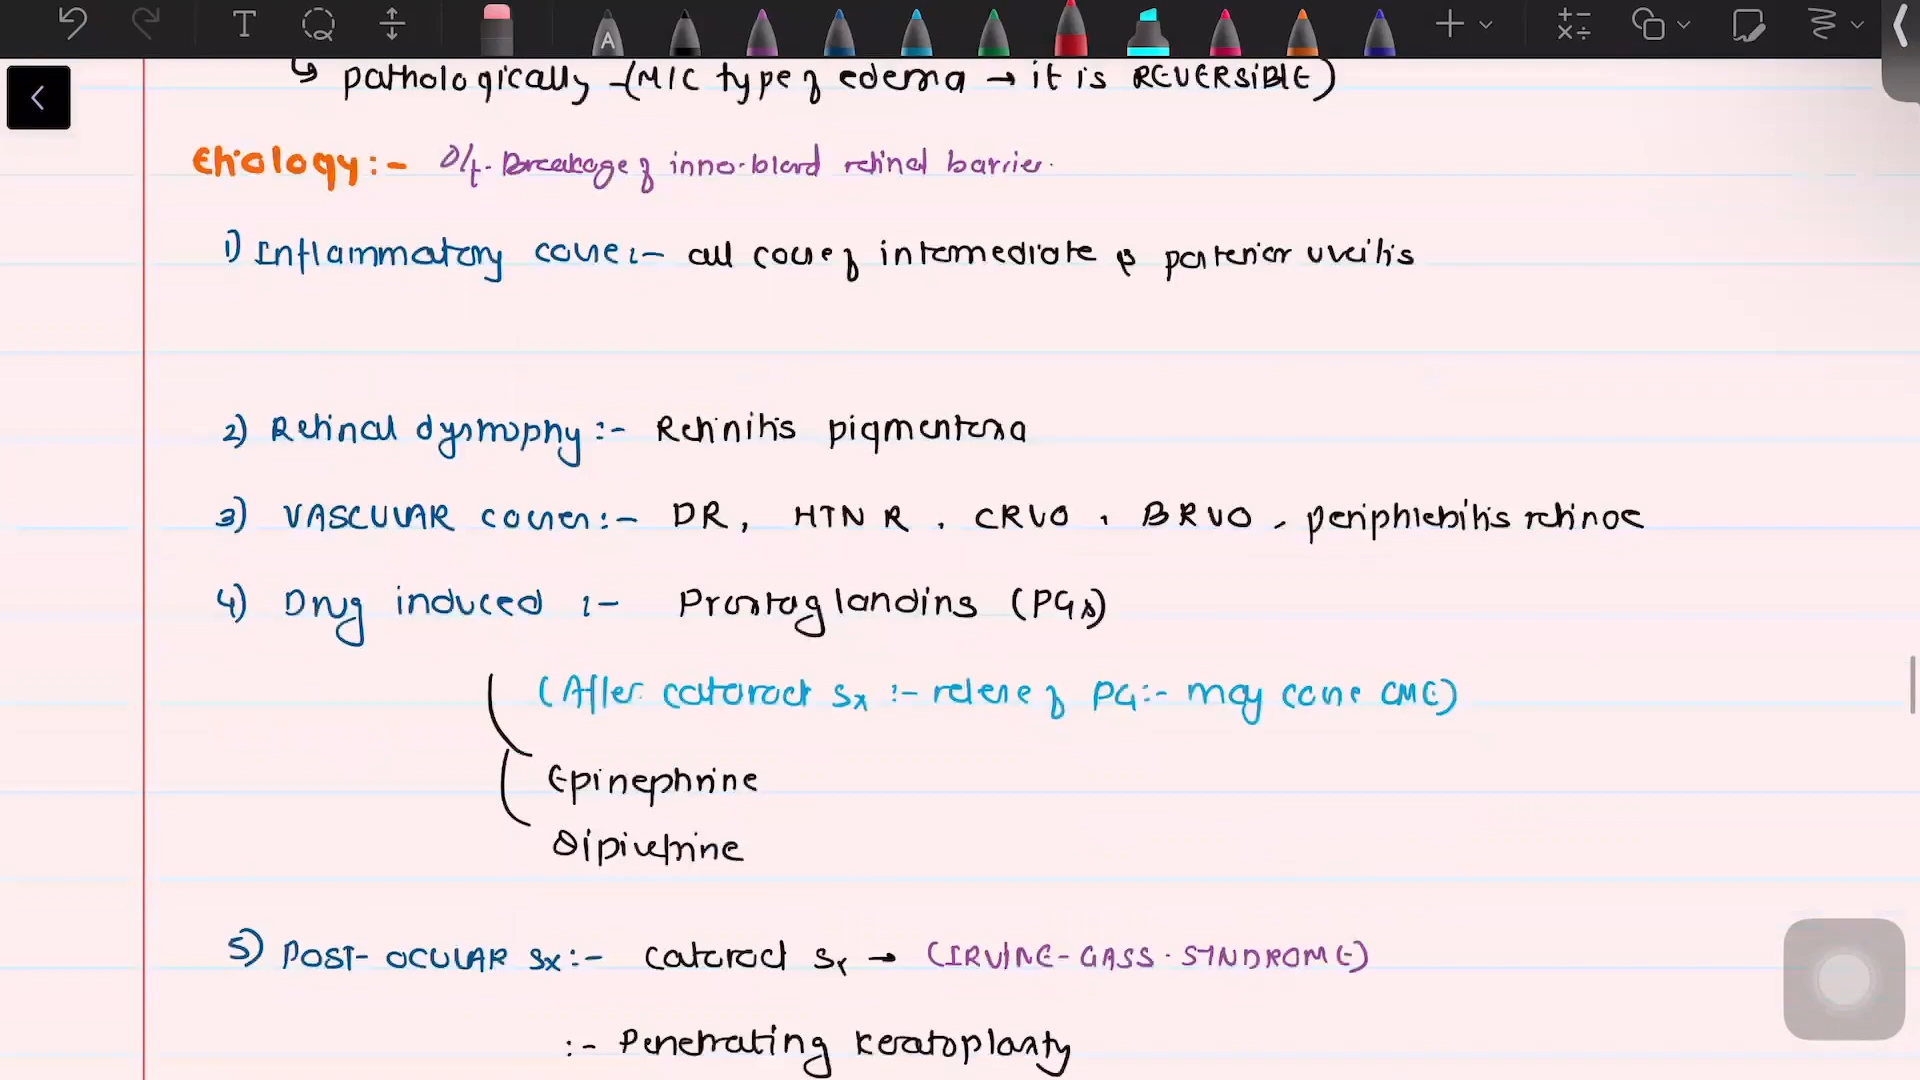 ↳ pathologically -(M/C type of edema → it is REVERSIBLE)
Etiology:- D/t. Breakage of inner-blood retinal barrier.
1) Inflammatory cause:- all cause of intermediate & posterior uveitis
2) Retinal dystrophy:- Retinitis pigmentosa
3) VASCULAR causes:- DR, HTN R, CRVO, BRVO, periphlebitis retinae
4) Drug induced :- Prostaglandins (PGs)
(After cataract Sx :- release of PG:- may cause CME)
Epinephrine
Dipivefrine
5) POST-OCULAR Sx:- Cataract Sx → (IRVINE-GASS-SYNDROME)
:- Penetrating keratoplasty